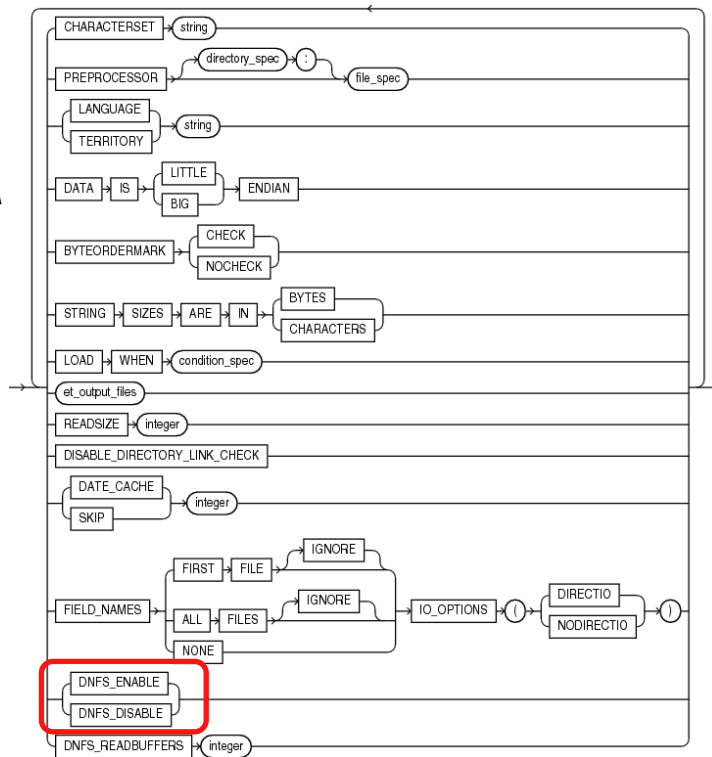 CHARACTERSET string
directory_spec :
PREPROCESSOR file_spec
LANGUAGE
string
TERRITORY
LITTLE
DATA IS ENDIAN
BIG
CHECK
BYTEORDERMARK
NOCHECK
BYTES
STRING SIZES ARE IN
CHARACTERS
LOAD WHEN condition_spec
et_output_files
READSIZE integer
DISABLE_DIRECTORY_LINK_CHECK
DATE_CACHE
integer
SKIP
IGNORE
FIRST FILE
IGNORE DIRECTIO
FIELD_NAMES IO_OPTIONS ( )
ALL FILES NODIRECTIO
NONE
DNFS_ENABLE
DNFS_DISABLE
DNFS_READBUFFERS integer